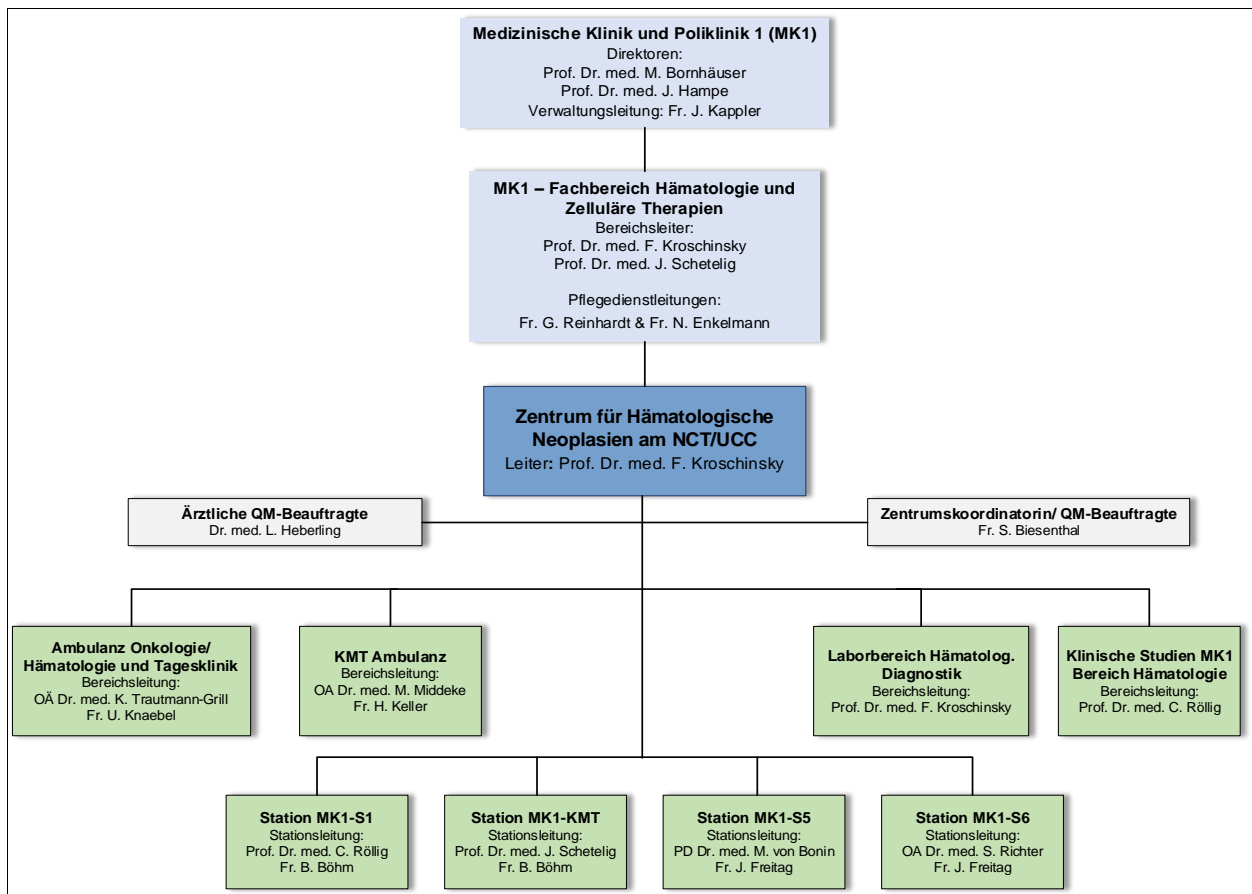 Medizinische Klinik und Poliklinik 1 (MK1)
Direktoren:
Prof. Dr. med. M. Bornhäuser
Prof. Dr. med. J. Hampe
Verwaltungsleitung: Fr. J. Kappler
MK1 – Fachbereich Hämatologie und
Zelluläre Therapien
Bereichsleiter:
Prof. Dr. med. F. Kroschinsky
Prof. Dr. med. J. Schetelig
Pflegedienstleitungen:
Fr. G. Reinhardt & Fr. N. Enkelmann
Zentrum für Hämatologische
Neoplasien am NCT/UCC
Leiter: Prof. Dr. med. F. Kroschinsky
Ärztliche QM-Beauftragte
Dr. med. L. Heberling
Zentrumskoordinatorin/ QM-Beauftragte
Fr. S. Biesenthal
Ambulanz Onkologie/
Hämatologie und Tagesklinik
Bereichsleitung:
OÄ Dr. med. K. Trautmann-Grill
Fr. U. Knaebel
KMT Ambulanz
Bereichsleitung:
OA Dr. med. M. Middeke
Fr. H. Keller
Laborbereich Hämatolog.
Diagnostik
Bereichsleitung:
Prof. Dr. med. F. Kroschinsky
Klinische Studien MK1
Bereich Hämatologie
Bereichsleitung:
Prof. Dr. med. C. Röllig
Station MK1-S1
Stationsleitung:
Prof. Dr. med. C. Röllig
Fr. B. Böhm
Station MK1-KMT
Stationsleitung:
Prof. Dr. med. J. Schetelig
Fr. B. Böhm
Station MK1-S5
Stationsleitung:
PD Dr. med. M. von Bonin
Fr. J. Freitag
Station MK1-S6
Stationsleitung:
OA Dr. med. S. Richter
Fr. J. Freitag